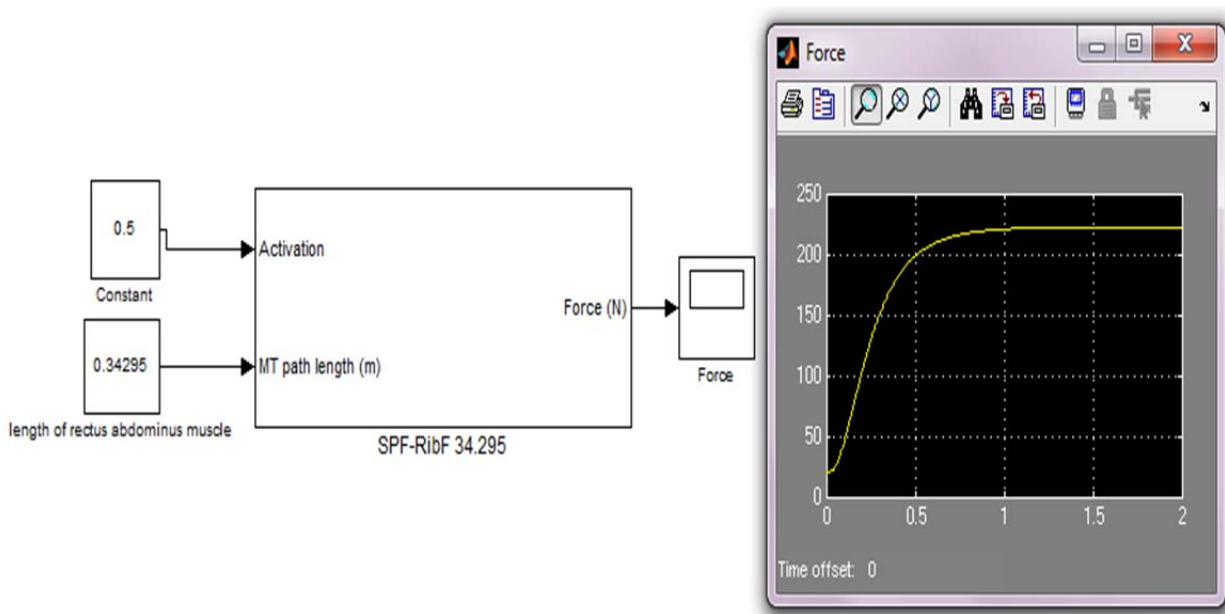 0.5
Constant
0.34295
length of rectus abdominus muscle
Activation
MT path length (m)
Force (N)
SPF-RibF 34.295
Force
Force
250
200
150
100
50
0
0
0.5
1
1.5
2
Time offset: 0